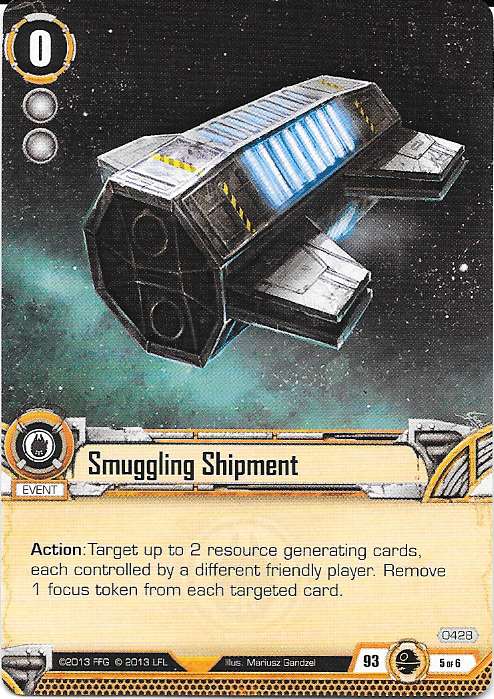 0
Smuggling Shipment
EVENT
Action:Target up to 2 resource generating cards,
each controlled by a different friendly player. Remove
1 focus token from each targeted card.
0428
©2013 FFG © 2013 LFL
Illus. Mariusz Gandzel
93
5 OF 6